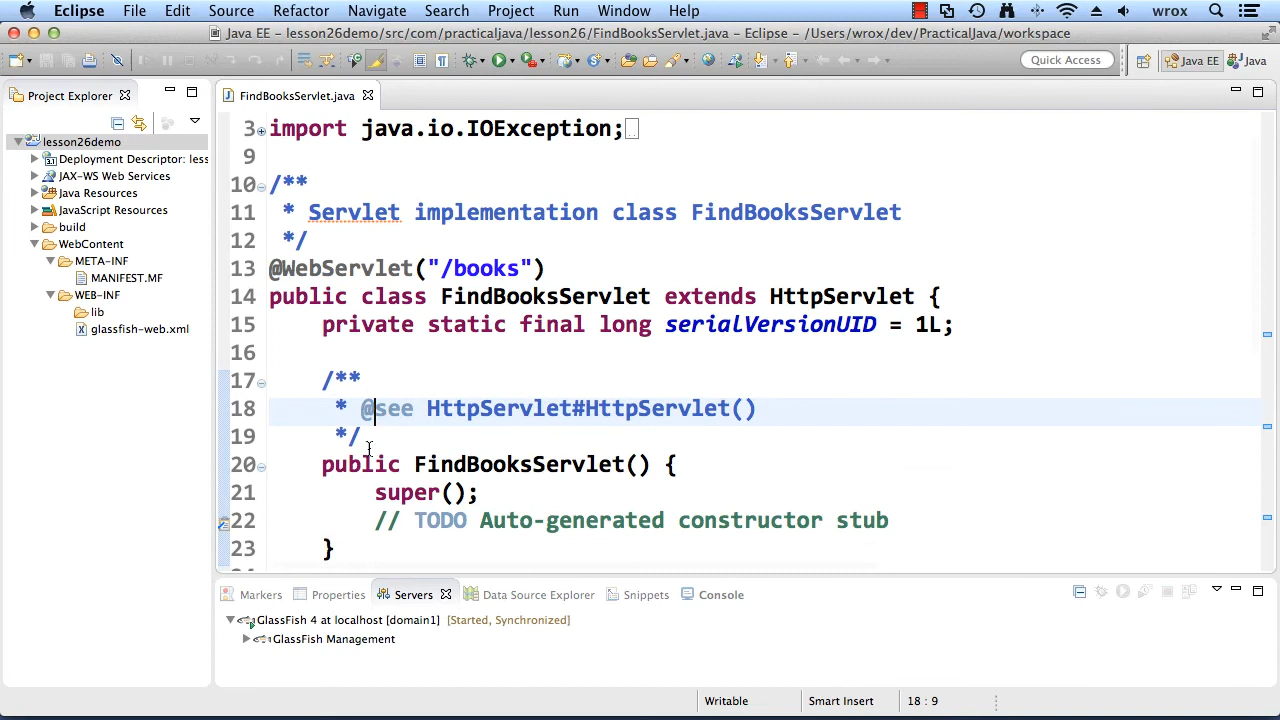 Eclipse File Edit Source Refactor Navigate Search Project Run Window Help wrox
Java EE - lesson26demo/src/com/practicaljava/lesson26/FindBooksServlet.java - Eclipse - /Users/wrox/dev/PracticalJava/workspace
Quick Access Java EE Java
Project Explorer
lesson26demo
Deployment Descriptor: less
JAX-WS Web Services
Java Resources
JavaScript Resources
build
WebContent
META-INF
MANIFEST.MF
WEB-INF
lib
glassfish-web.xml
FindBooksServlet.java
3 import java.io.IOException;
9
10 /**
11 * Servlet implementation class FindBooksServlet
12 */
13 @WebServlet("/books")
14 public class FindBooksServlet extends HttpServlet {
15 private static final long serialVersionUID = 1L;
16
17 /**
18 * @see HttpServlet#HttpServlet()
19 */
20 public FindBooksServlet() {
21 super();
22 // TODO Auto-generated constructor stub
23 }
Markers Properties Servers Data Source Explorer Snippets Console
GlassFish 4 at localhost [domain1] [Started, Synchronized]
GlassFish Management
Writable Smart Insert 18 : 9